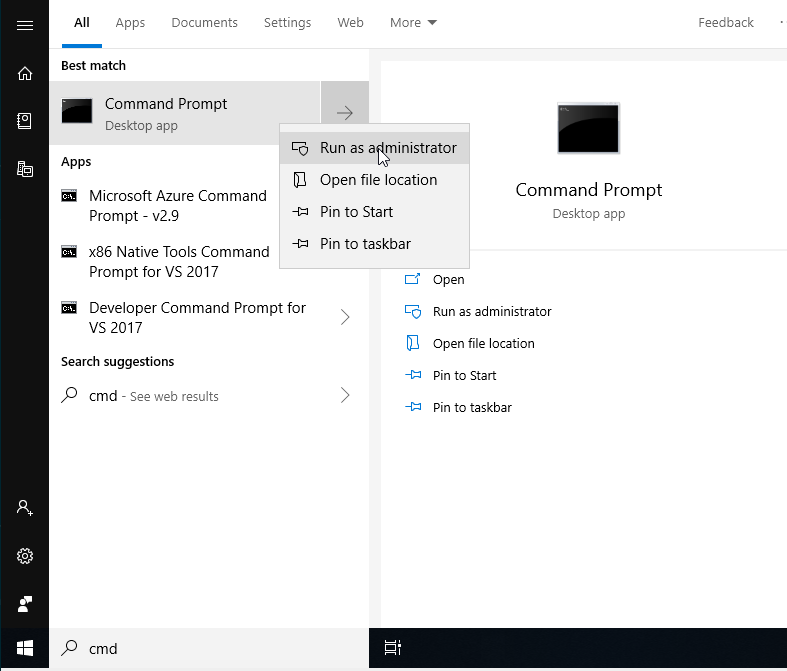 All Apps Documents Settings Web More Feedback
Best match
Command Prompt
Desktop app
Run as administrator
Open file location
Pin to Start
Pin to taskbar
Apps
Microsoft Azure Command
Prompt - v2.9
x86 Native Tools Command
Prompt for VS 2017
Developer Command Prompt for
VS 2017
Search suggestions
cmd - See web results
Command Prompt
Desktop app
Open
Run as administrator
Open file location
Pin to Start
Pin to taskbar
cmd